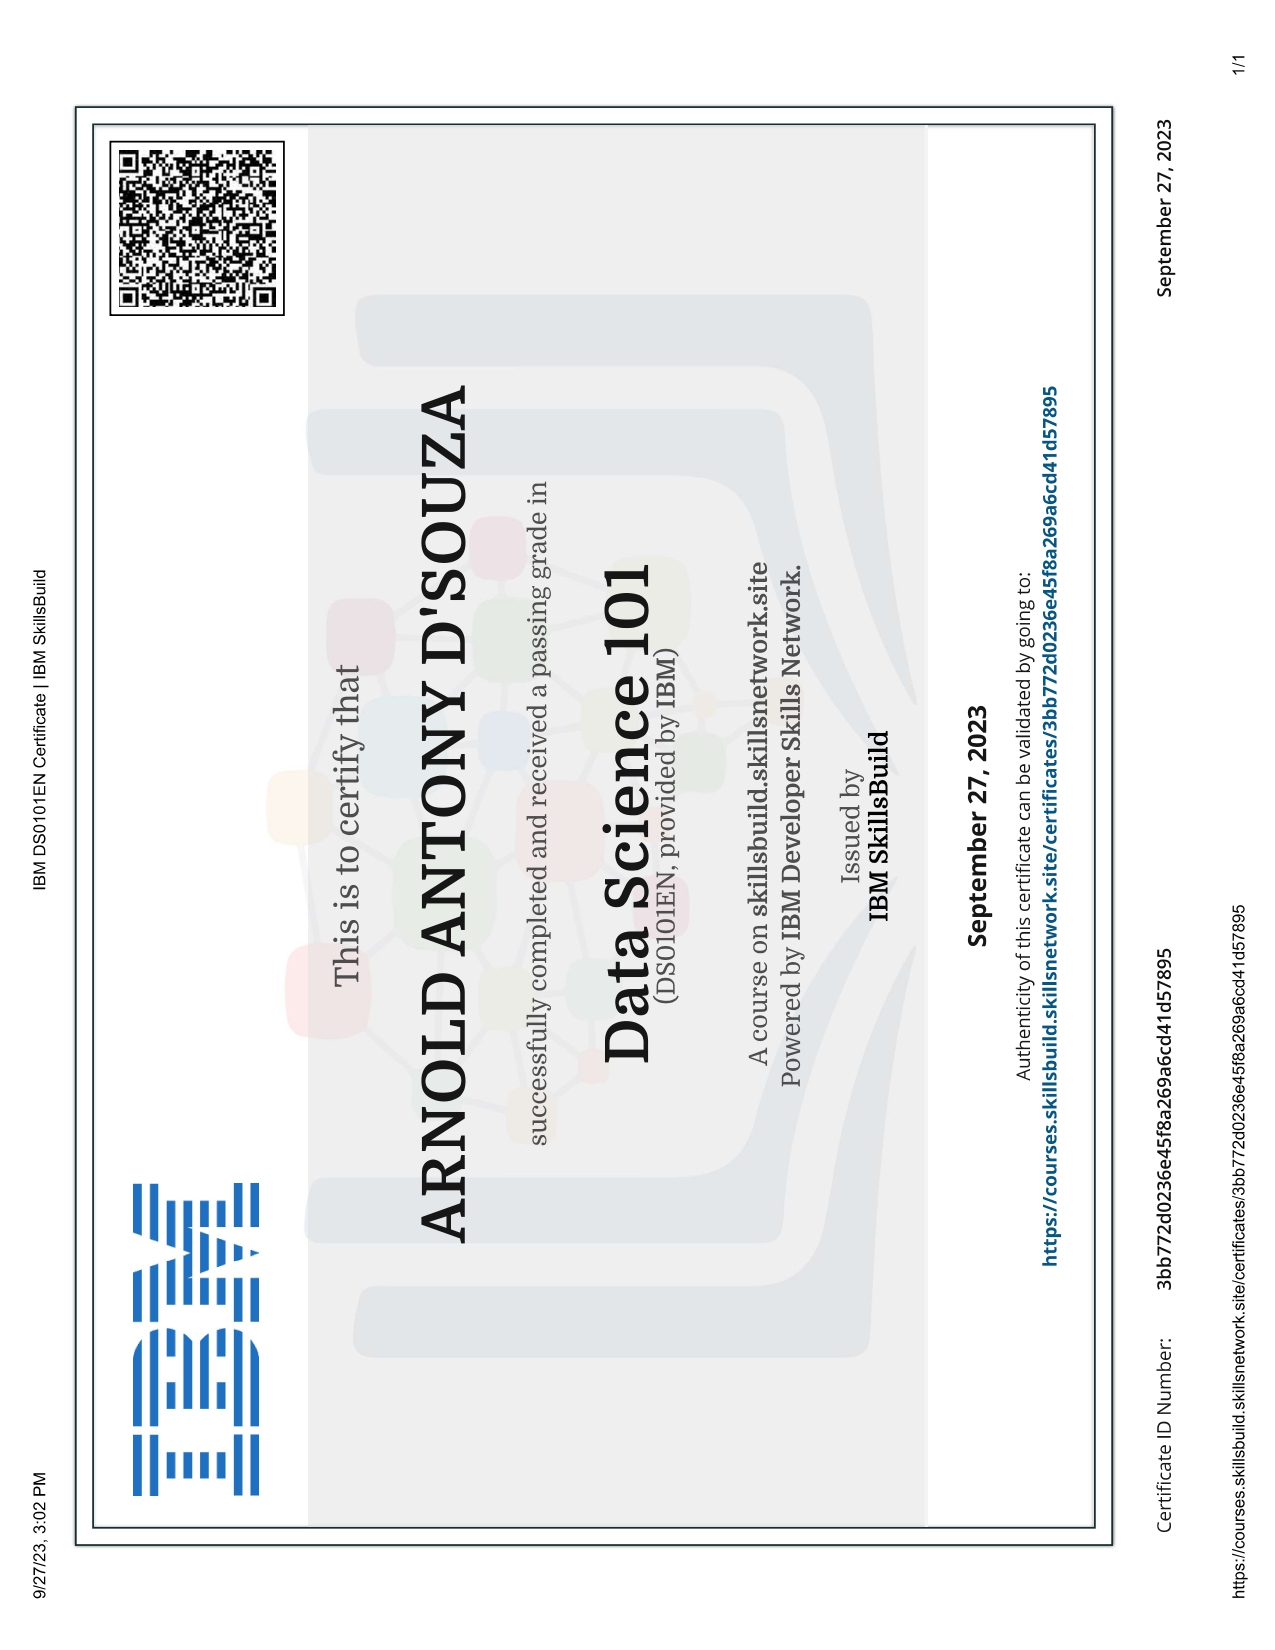 9/27/23, 3:02 PM
IBM DS0101EN Certificate | IBM SkillsBuild
IBM
This is to certify that
ARNOLD ANTONY D'SOUZA
successfully completed and received a passing grade in
Data Science 101
(DS0101EN, provided by IBM)
A course on skillsbuild.skillsnetwork.site
Powered by IBM Developer Skills Network.
Issued by
IBM SkillsBuild
September 27, 2023
Authenticity of this certificate can be validated by going to:
https://courses.skillsbuild.skillsnetwork.site/certificates/3bb772d0236e45f8a269a6cd41d57895
Certificate ID Number: 3bb772d0236e45f8a269a6cd41d57895
September 27, 2023
https://courses.skillsbuild.skillsnetwork.site/certificates/3bb772d0236e45f8a269a6cd41d57895
1/1